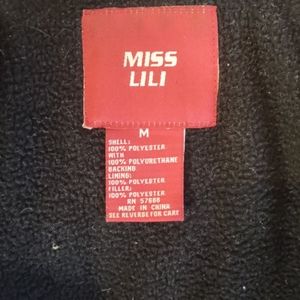 MISS
LILI
M
SHELL:
100% POLYESTER
WITH
100% POLYURETHANE
BACKING
LINING:
100% POLYESTER
FILLER:
100% POLYESTER
RN 57668
MADE IN CHINA
SEE REVERSE FOR CARE